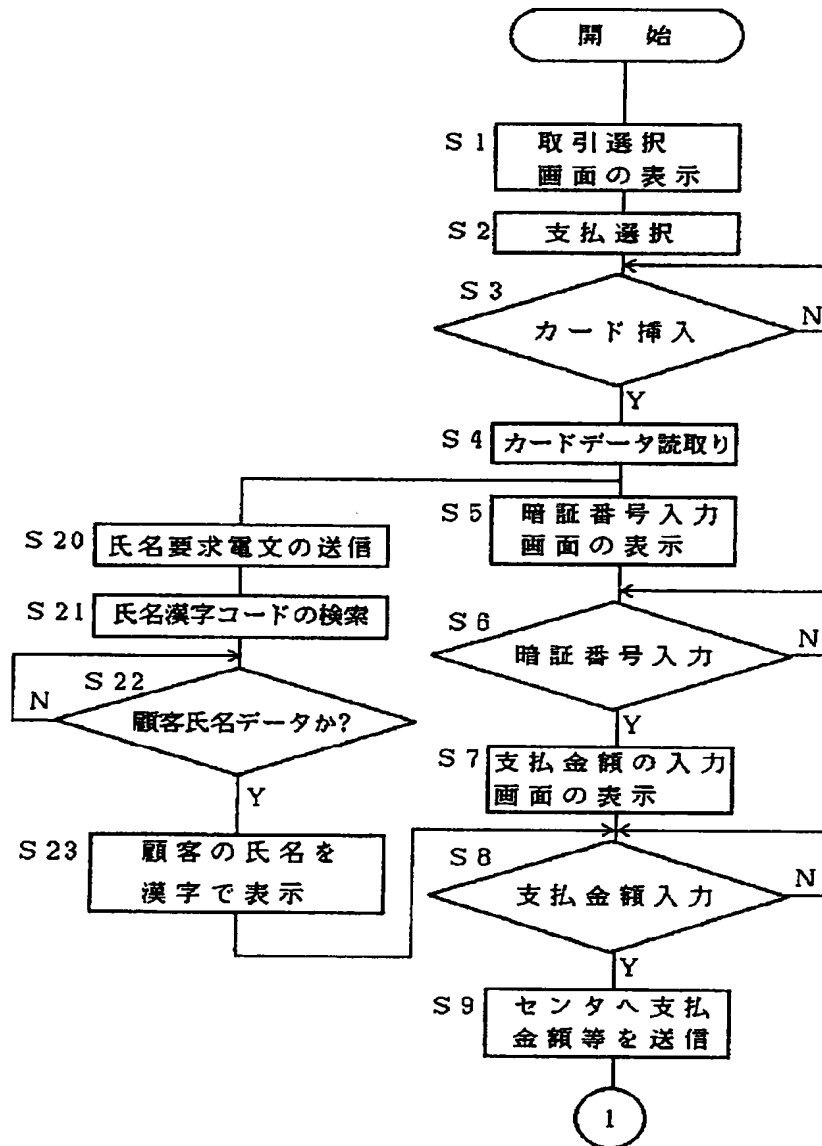 開 始
S1
取引選択
画面の表示
S2
支払選択
S3
カード挿入
N
Y
S4
カードデータ読取り
S5
暗証番号入力
画面の表示
S20
氏名要求電文の送信
S21
氏名漢字コードの検索
S6
暗証番号入力
N
Y
S22
顧客氏名データか?
N
Y
S7
支払金額の入力
画面の表示
S23
顧客の氏名を
漢字で表示
S8
支払金額入力
N
Y
S9
センタへ支払
金額等を送信
1